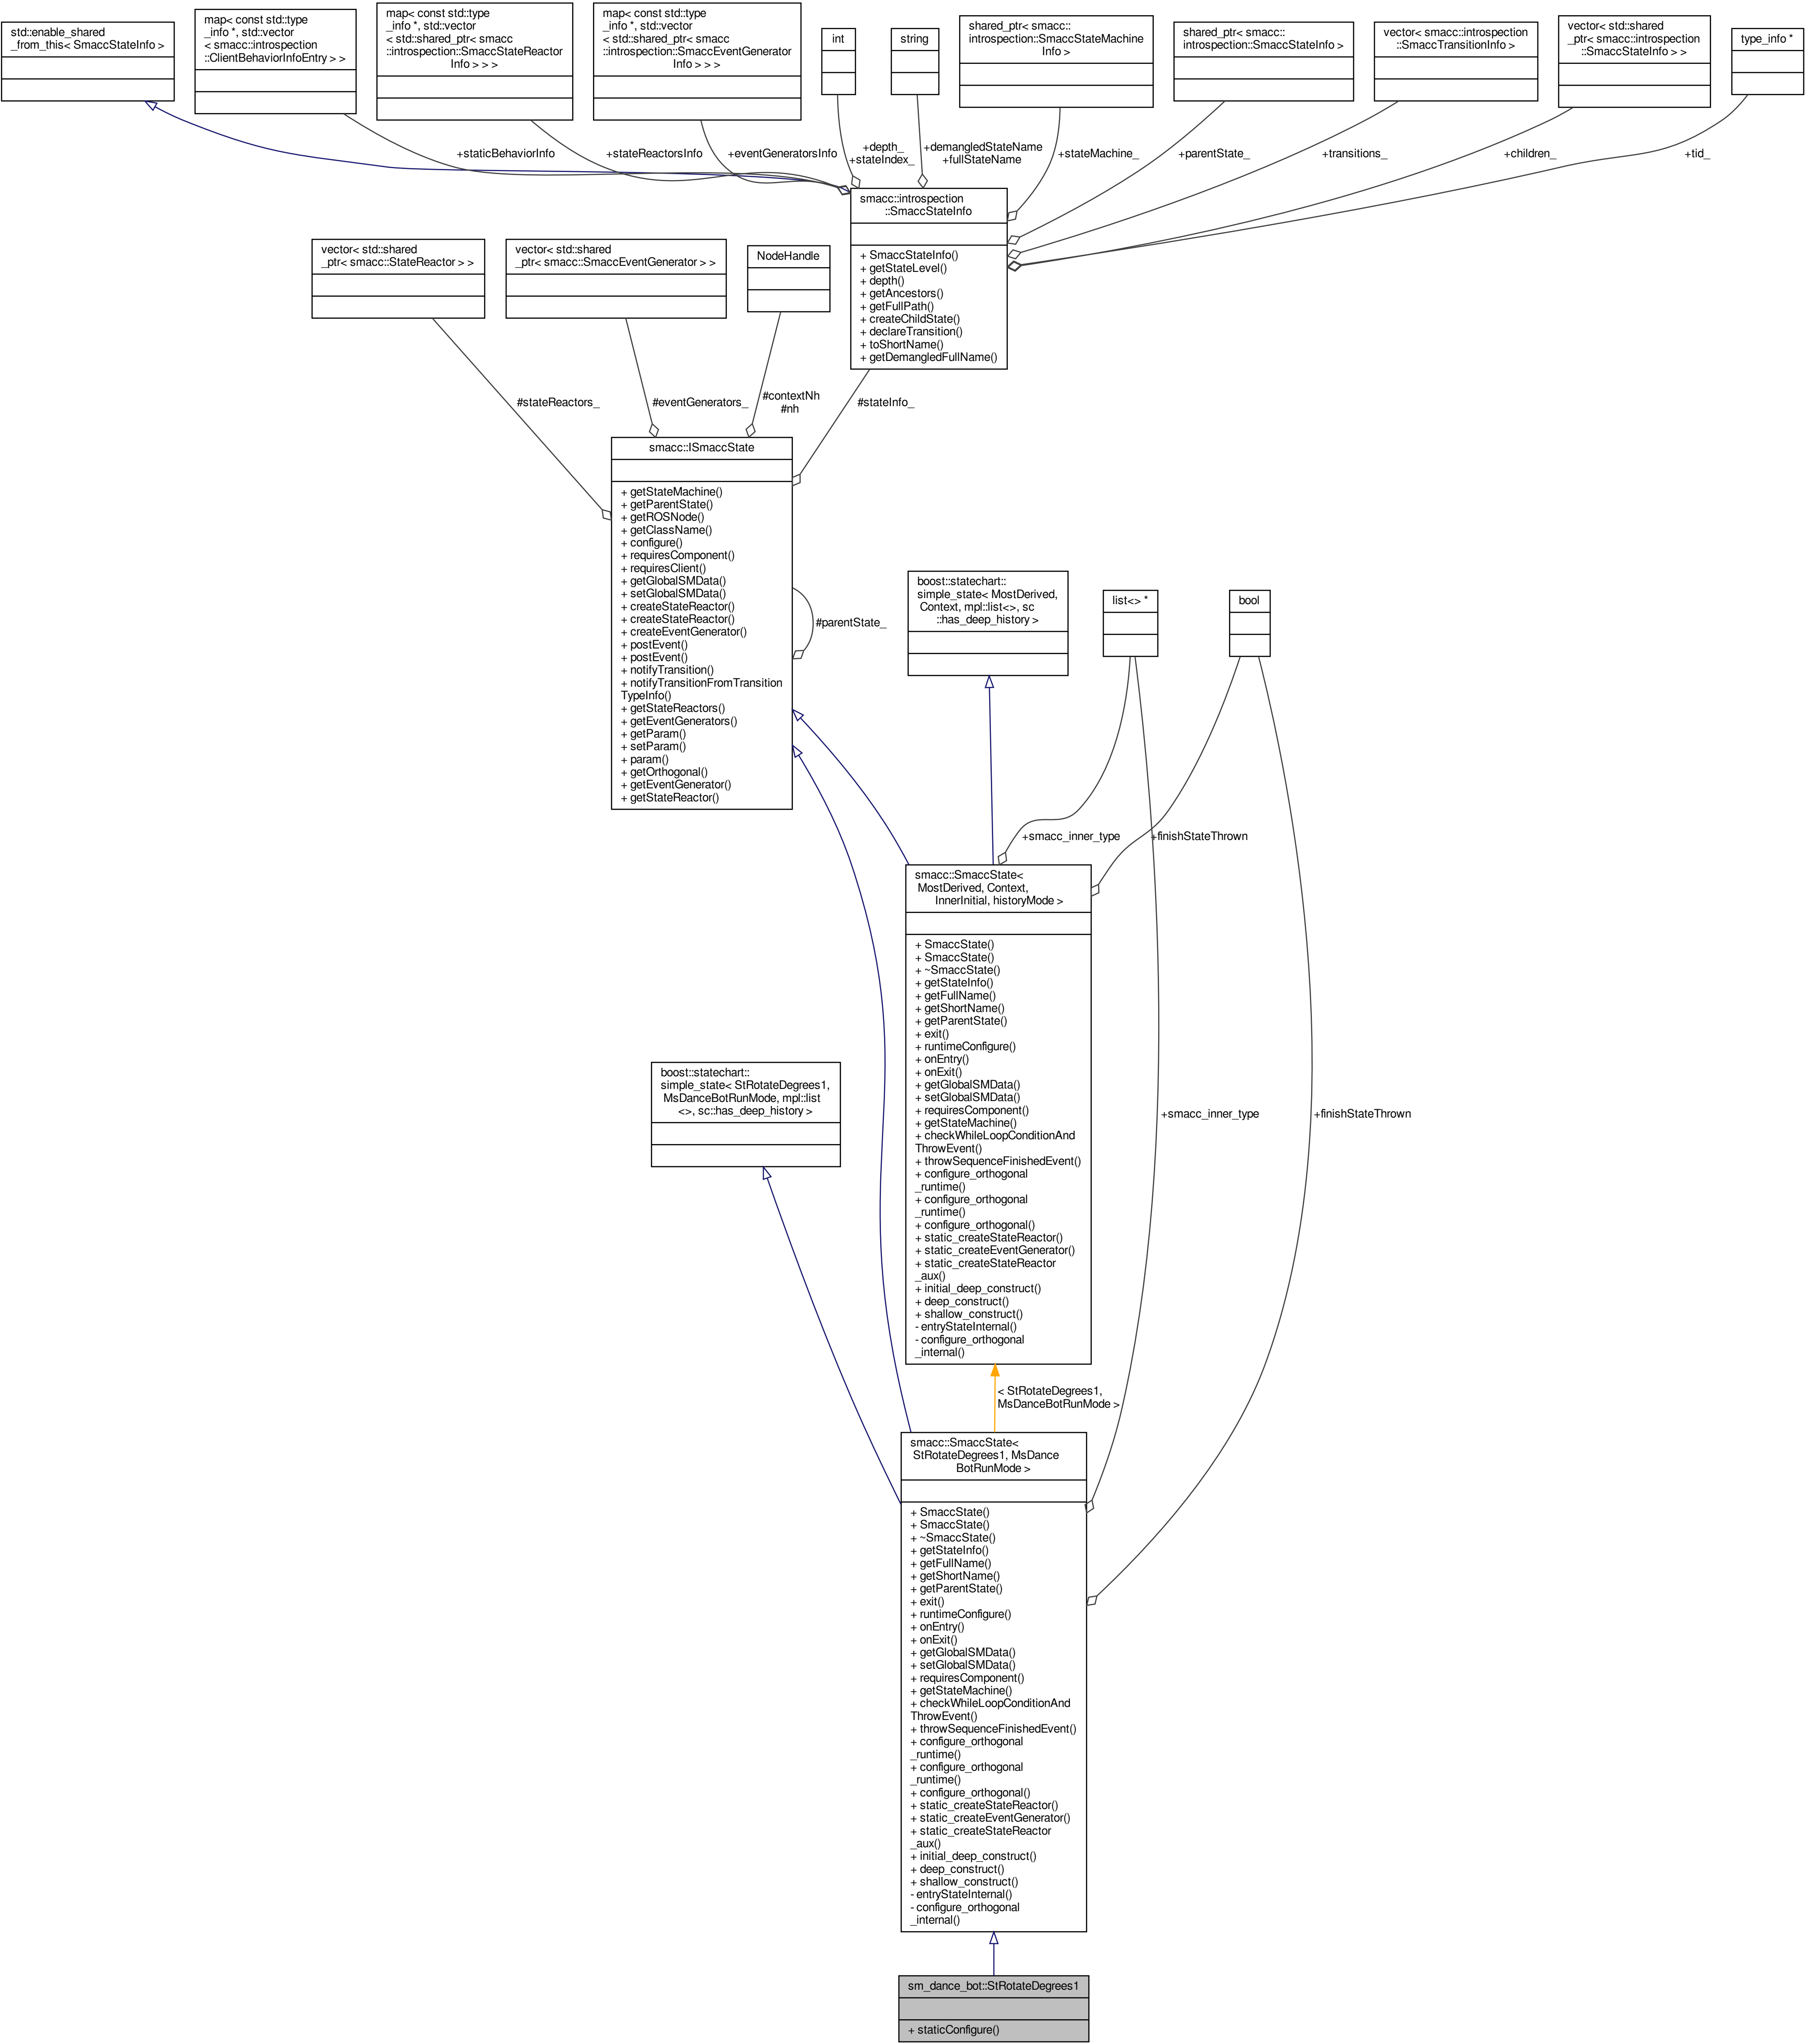 std::enable_shared
_from_this< SmaccStateInfo >
map< const std::type
_info *, std::vector
< smacc::introspection
::ClientBehaviorInfoEntry > >
map< const std::type
_info *, std::vector
< std::shared_ptr< smacc
::introspection::SmaccStateReactor
Info > > >
map< const std::type
_info *, std::vector
< std::shared_ptr< smacc
::introspection::SmaccEventGenerator
Info > > >
int
string
shared_ptr< smacc::
introspection::SmaccStateMachine
Info >
shared_ptr< smacc::
introspection::SmaccStateInfo >
vector< smacc::introspection
::SmaccTransitionInfo >
vector< std::shared
_ptr< smacc::introspection
::SmaccStateInfo > >
type_info *
+staticBehaviorInfo
+stateReactorsInfo
+eventGeneratorsInfo
+depth_
+stateIndex_
+demangledStateName
+fullStateName
+stateMachine_
+parentState_
+transitions_
+children_
+tid_
smacc::introspection
::SmaccStateInfo
+ SmaccStateInfo()
+ getStateLevel()
+ depth()
+ getAncestors()
+ getFullPath()
+ createChildState()
+ declareTransition()
+ toShortName()
+ getDemangledFullName()
vector< std::shared
_ptr< smacc::StateReactor > >
vector< std::shared
_ptr< smacc::SmaccEventGenerator > >
NodeHandle
#stateReactors_
#eventGenerators_
#contextNh
#nh
#stateInfo_
smacc::ISmaccState
+ getStateMachine()
+ getParentState()
+ getROSNode()
+ getClassName()
+ configure()
+ requiresComponent()
+ requiresClient()
+ getGlobalSMData()
+ setGlobalSMData()
+ createStateReactor()
+ createStateReactor()
+ createEventGenerator()
+ postEvent()
+ postEvent()
+ notifyTransition()
+ notifyTransitionFromTransition
TypeInfo()
+ getStateReactors()
+ getEventGenerators()
+ getParam()
+ setParam()
+ param()
+ getOrthogonal()
+ getEventGenerator()
+ getStateReactor()
#parentState_
boost::statechart::
simple_state< MostDerived,
Context, mpl::list<>, sc
::has_deep_history >
list<> *
bool
+smacc_inner_type
+finishStateThrown
smacc::SmaccState<
MostDerived, Context,
InnerInitial, historyMode >
+ SmaccState()
+ SmaccState()
+ ~SmaccState()
+ getStateInfo()
+ getFullName()
+ getShortName()
+ getParentState()
+ exit()
+ runtimeConfigure()
+ onEntry()
+ onExit()
+ getGlobalSMData()
+ setGlobalSMData()
+ requiresComponent()
+ getStateMachine()
+ checkWhileLoopConditionAnd
ThrowEvent()
+ throwSequenceFinishedEvent()
+ configure_orthogonal
_runtime()
+ configure_orthogonal
_runtime()
+ configure_orthogonal()
+ static_createStateReactor()
+ static_createEventGenerator()
+ static_createStateReactor
_aux()
+ initial_deep_construct()
+ deep_construct()
+ shallow_construct()
- entryStateInternal()
- configure_orthogonal
_internal()
boost::statechart::
simple_state< StRotateDegrees1,
MsDanceBotRunMode, mpl::list
<>, sc::has_deep_history >
+smacc_inner_type
+finishStateThrown
< StRotateDegrees1,
MsDanceBotRunMode >
smacc::SmaccState<
StRotateDegrees1, MsDance
BotRunMode >
+ SmaccState()
+ SmaccState()
+ ~SmaccState()
+ getStateInfo()
+ getFullName()
+ getShortName()
+ getParentState()
+ exit()
+ runtimeConfigure()
+ onEntry()
+ onExit()
+ getGlobalSMData()
+ setGlobalSMData()
+ requiresComponent()
+ getStateMachine()
+ checkWhileLoopConditionAnd
ThrowEvent()
+ throwSequenceFinishedEvent()
+ configure_orthogonal
_runtime()
+ configure_orthogonal
_runtime()
+ configure_orthogonal()
+ static_createStateReactor()
+ static_createEventGenerator()
+ static_createStateReactor
_aux()
+ initial_deep_construct()
+ deep_construct()
+ shallow_construct()
- entryStateInternal()
- configure_orthogonal
_internal()
sm_dance_bot::StRotateDegrees1
+ staticConfigure()